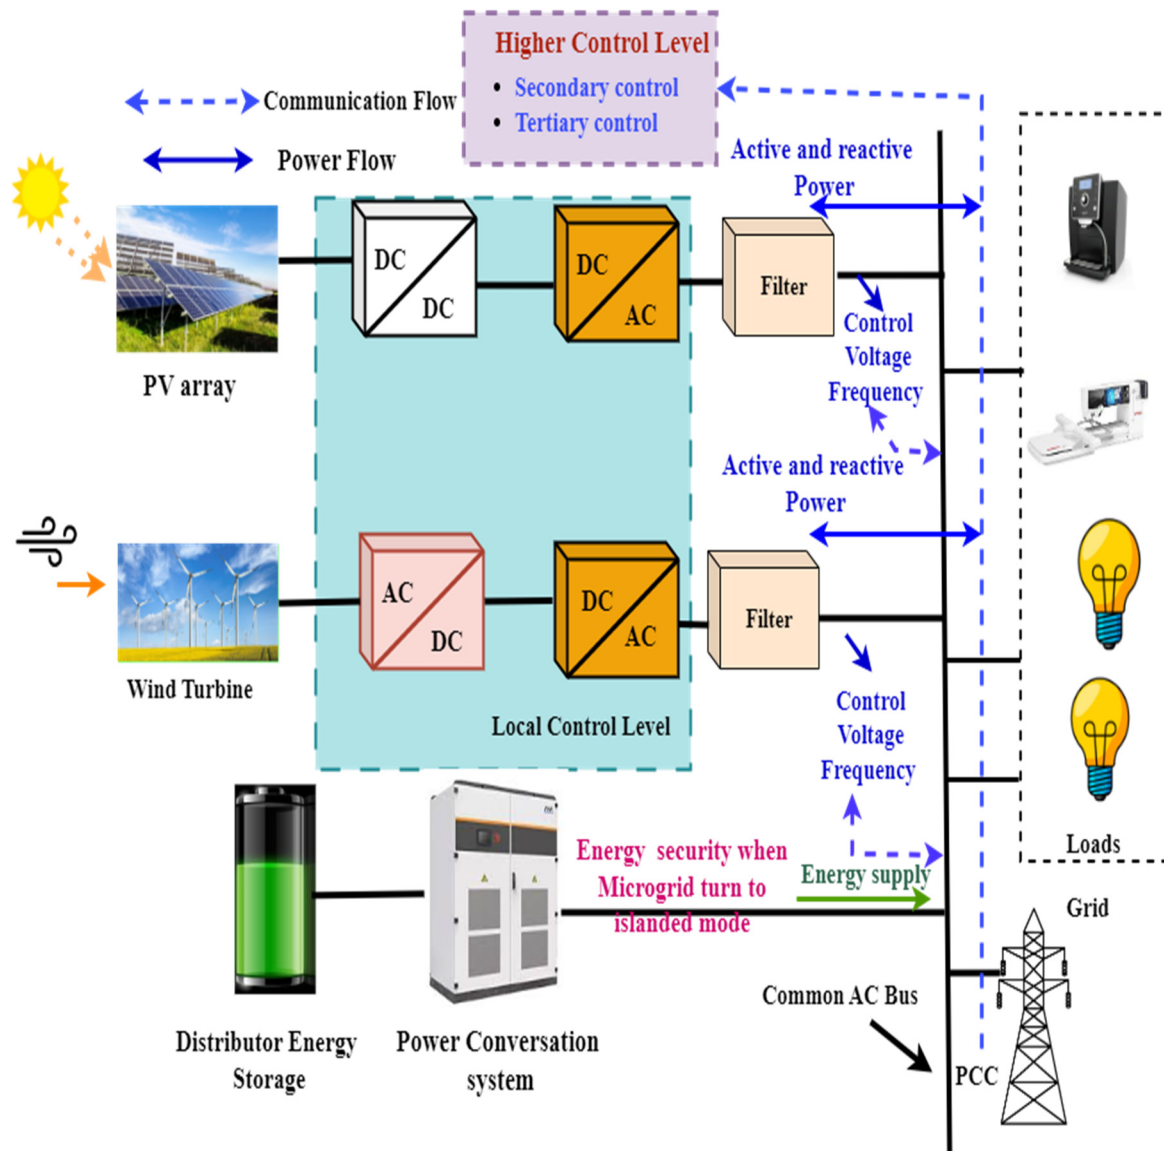 Higher Control Level
• Secondary control
• Tertiary control
Communication Flow
Power Flow
Active and reactive
Power
DC
DC
DC
AC
Filter
PV array
Control
Voltage
Frequency
Active and reactive
Power
AC
DC
DC
AC
Filter
Wind Turbine
Local Control Level
Control
Voltage
Frequency
Loads
Energy security when
Microgrid turn to
islanded mode
Energy supply
Grid
Common AC Bus
Distributor Energy
Storage
Power Conversation
system
PCC